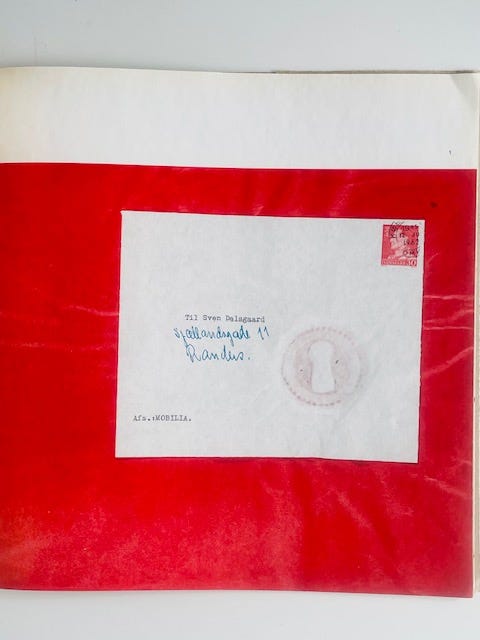 Til Sven Dalsgaard
Sjællandsgade 11
Randers.
Afs.:MOBILIA.